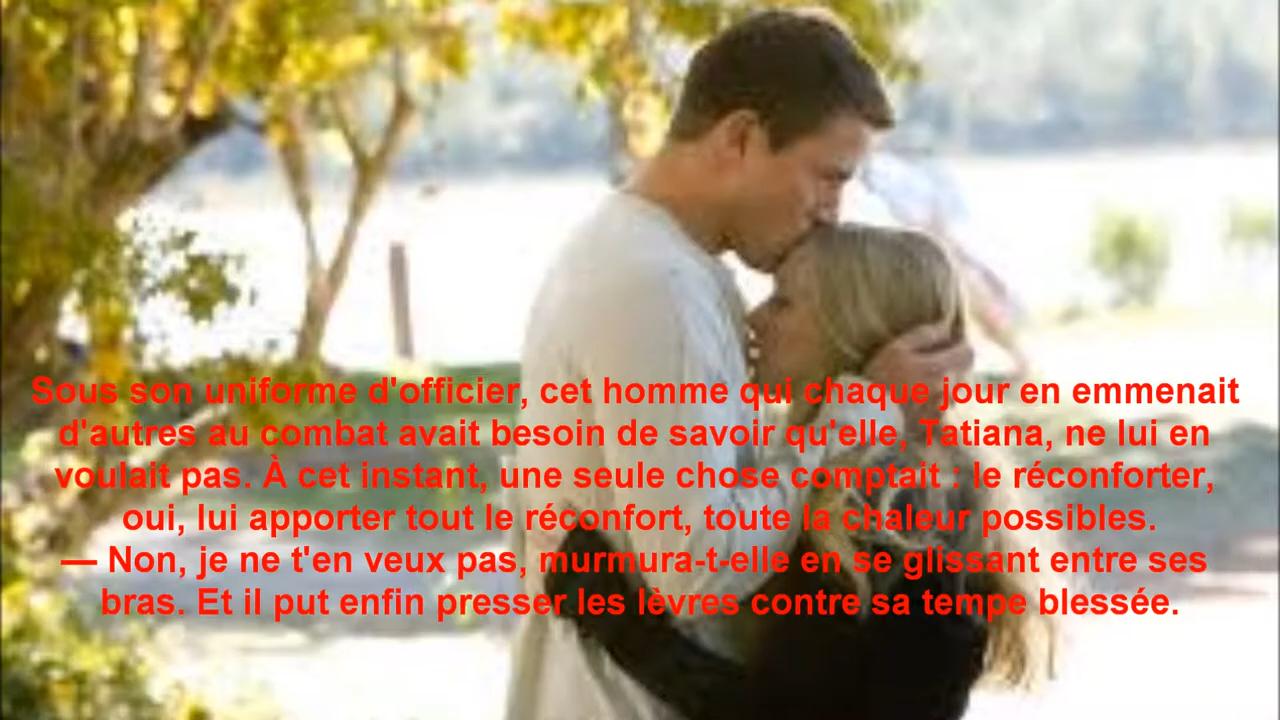 Sous son uniforme d'officier, cet homme qui chaque jour en emmenait
d'autres au combat avait besoin de savoir qu'elle, Tatiana, ne lui en
voulait pas. À cet instant, une seule chose comptait : le réconforter,
oui, lui apporter tout le réconfort, toute la chaleur possibles.
— Non, je ne t'en veux pas, murmura-t-elle en se glissant entre ses
bras. Et il put enfin presser les lèvres contre sa tempe blessée.